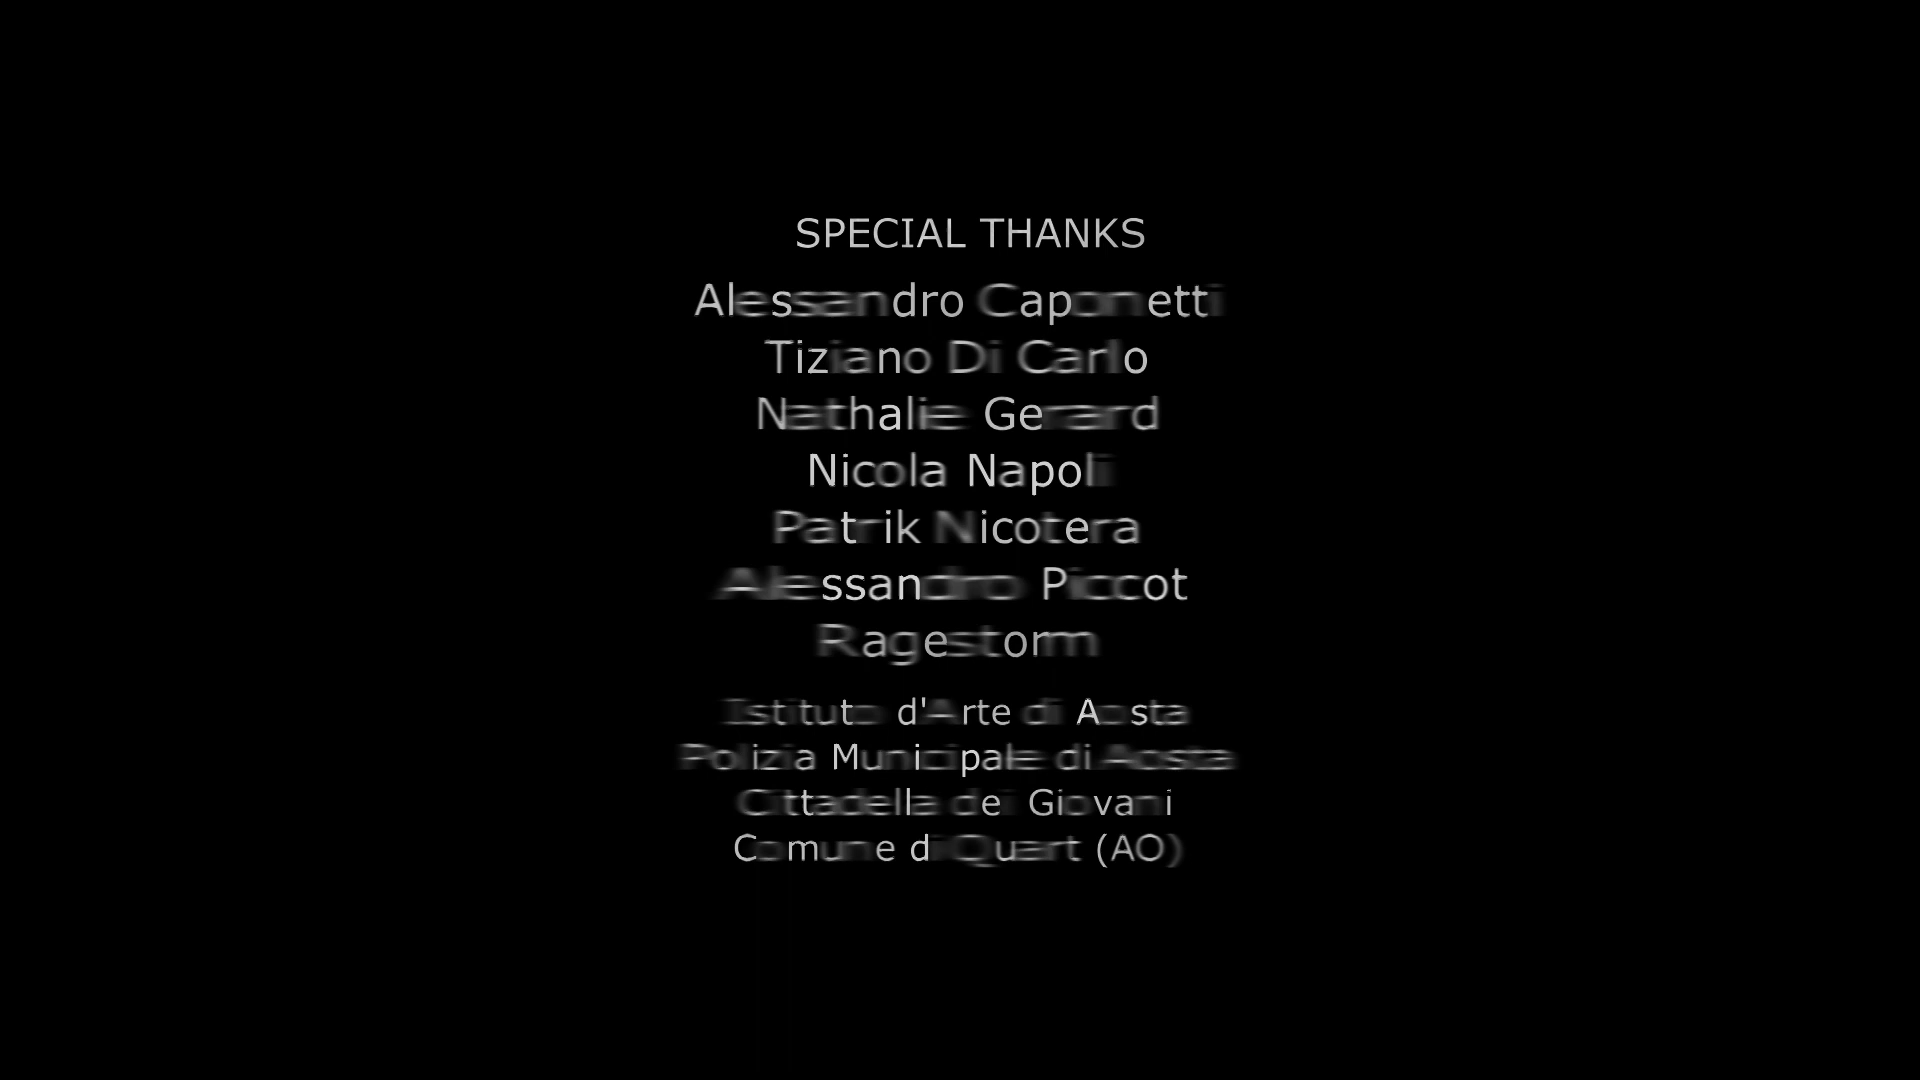 SPECIAL THANKS
Alessandro Caponetti
Tiziano Di Carlo
Nathalie Gerard
Nicola Napoli
Patrik Nicotera
Alessandro Piccot
Ragestorm
Istituto d'Arte di Aosta
Polizia Municipale di Aosta
Cittadella dei Giovani
Comune di Quart (AO)